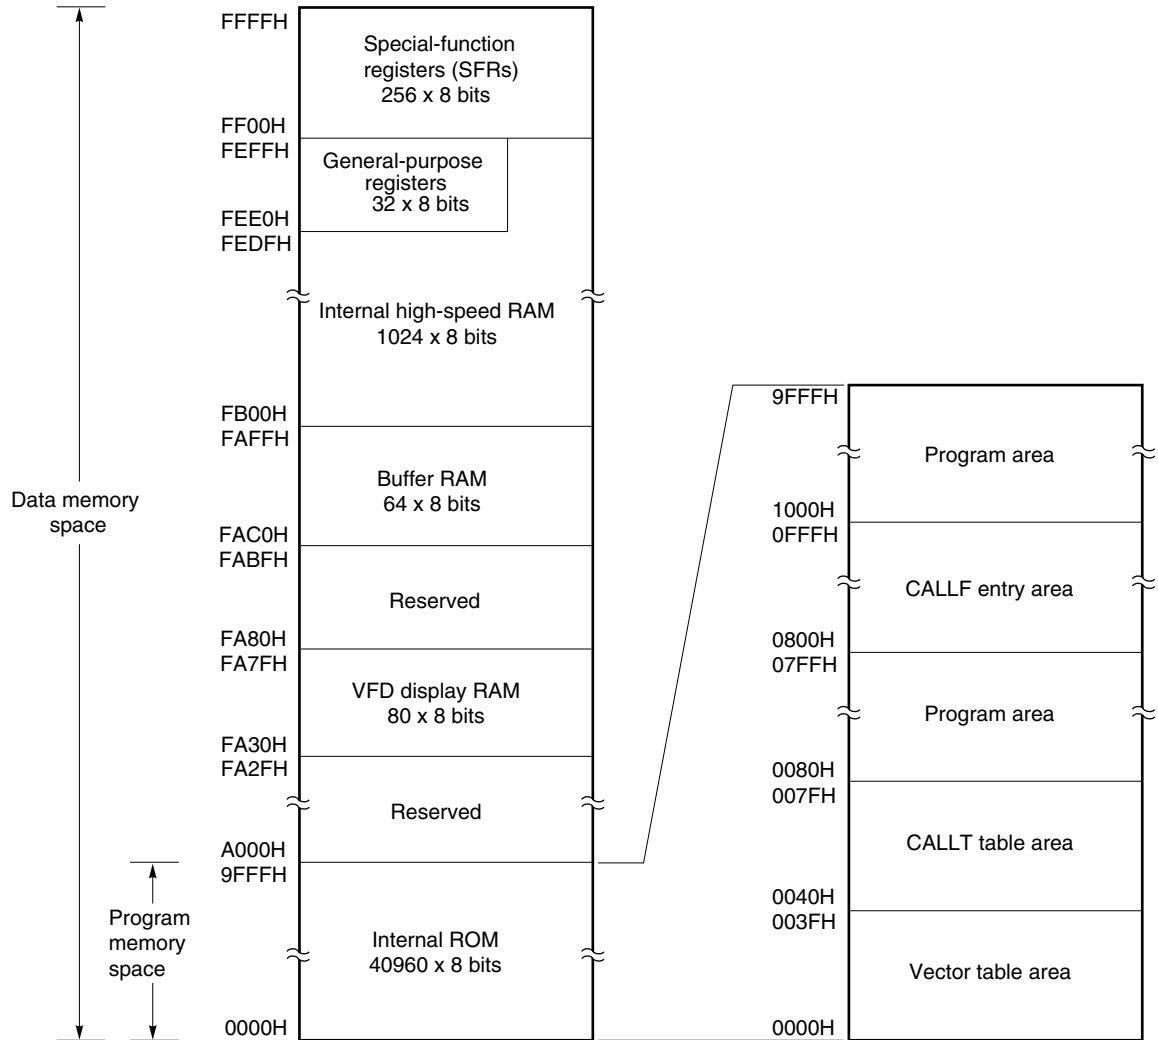 FFFFH
Special-function
registers (SFRs)
256 x 8 bits
FF00H
FEFFH
General-purpose
registers
32 x 8 bits
FEE0H
FEDFH
Internal high-speed RAM
1024 x 8 bits
FB00H
FAFFH
Buffer RAM
64 x 8 bits
Data memory
space
FAC0H
FABFH
Reserved
FA80H
FA7FH
VFD display RAM
80 x 8 bits
FA30H
FA2FH
Reserved
A000H
9FFFH
Program
memory
space
Internal ROM
40960 x 8 bits
0000H
9FFFH
Program area
1000H
0FFFH
CALLF entry area
0800H
07FFH
Program area
0080H
007FH
CALLT table area
0040H
003FH
Vector table area
0000H